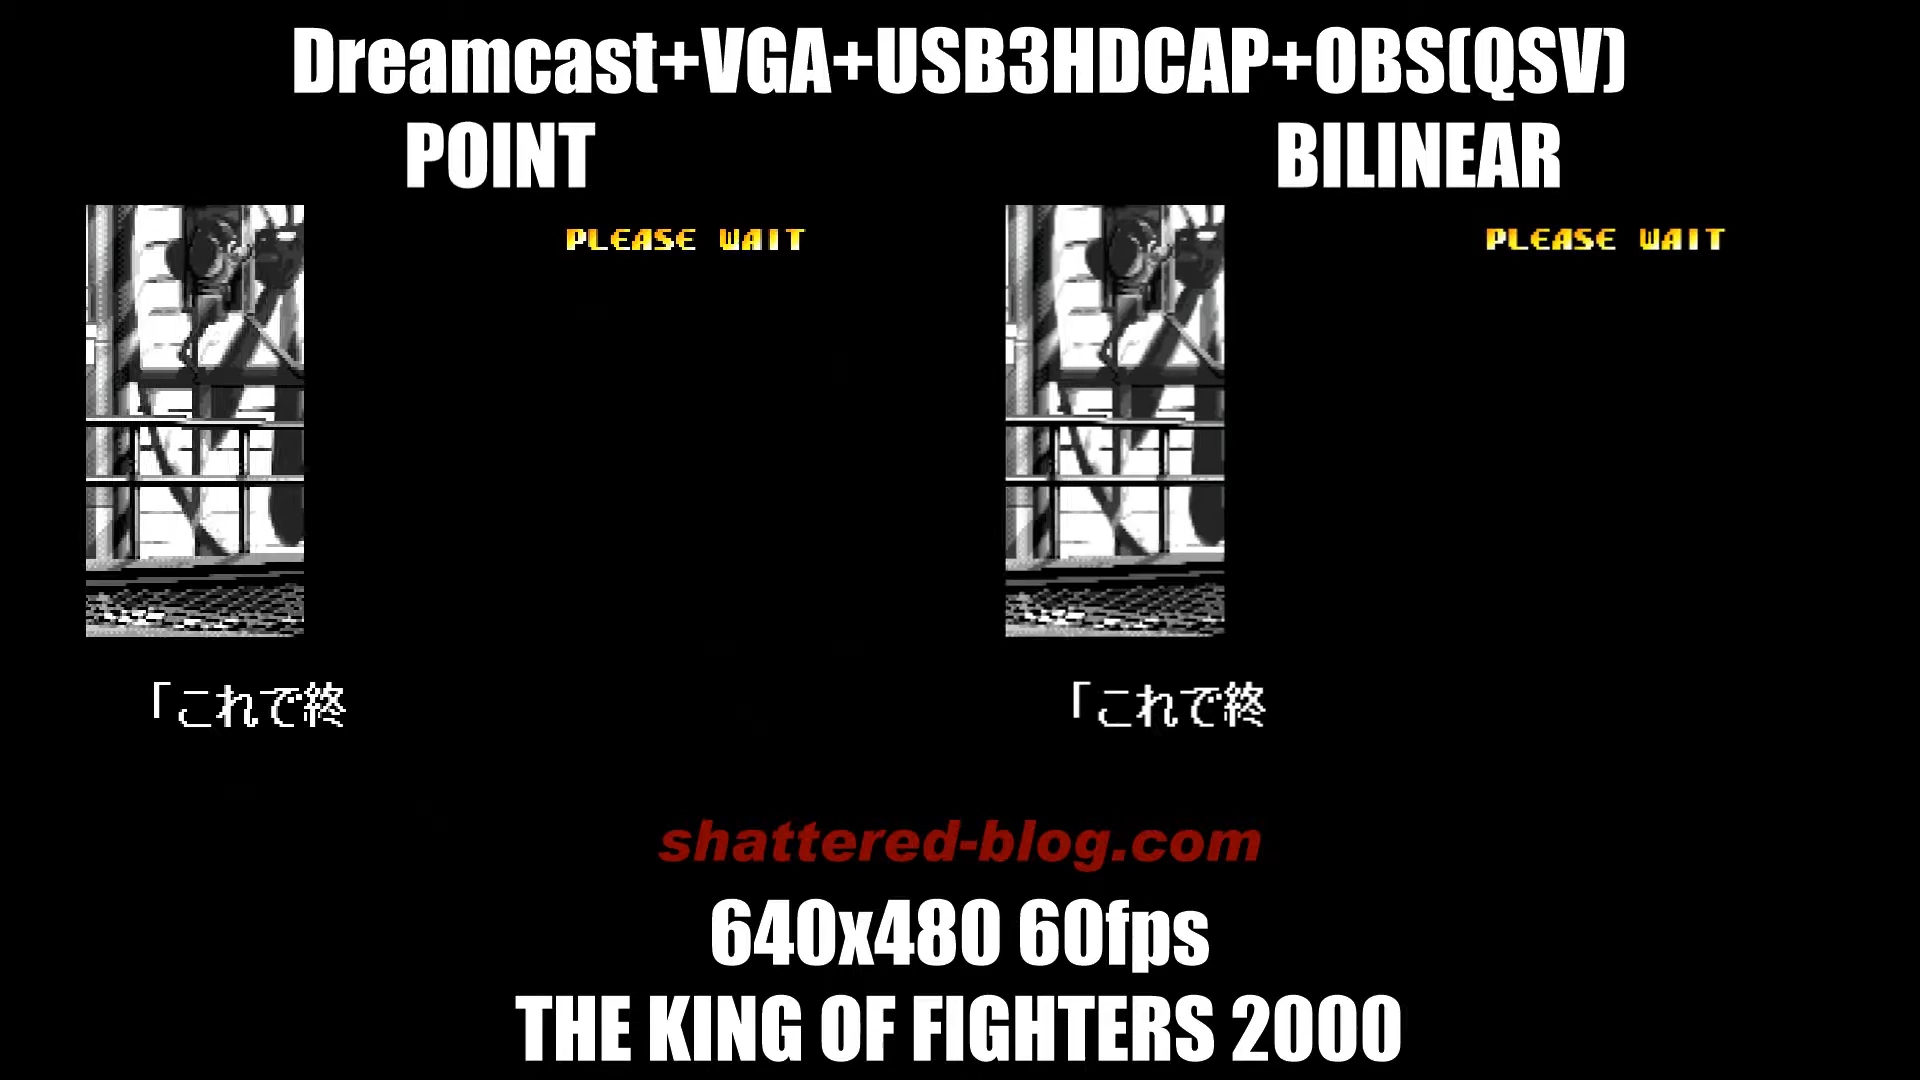 Dreamcast+VGA+USB3HDCAP+OBS(QSV)
POINT
BILINEAR
PLEASE WAIT
PLEASE WAIT
「これで終
「これで終
shattered-blog.com
640x480 60fps
THE KING OF FIGHTERS 2000